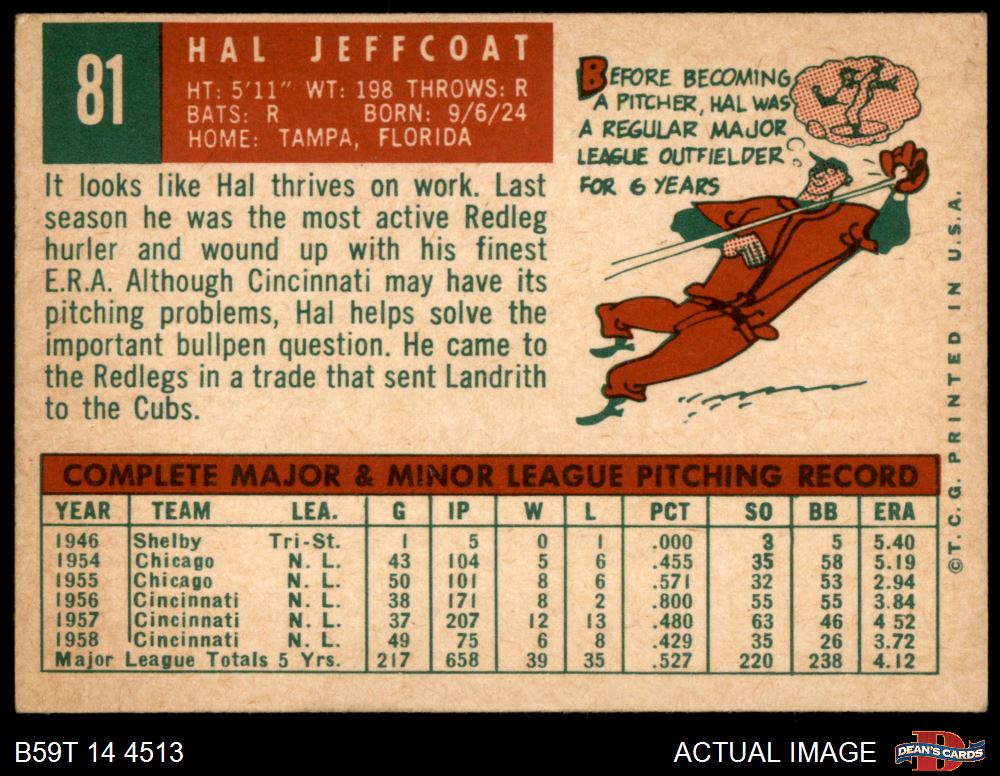 81
HAL JEFFCOAT
HT: 5'11" WT: 198 THROWS: R
BATS: R BORN: 9/6/24
HOME: TAMPA, FLORIDA
BEFORE BECOMING
A PITCHER, HAL WAS
A REGULAR MAJOR
LEAGUE OUTFIELDER
FOR 6 YEARS
It looks like Hal thrives on work. Last
season he was the most active Redleg
hurler and wound up with his finest
E.R.A. Although Cincinnati may have its
pitching problems, Hal helps solve the
important bullpen question. He came to
the Redlegs in a trade that sent Landrith
to the Cubs.
COMPLETE MAJOR & MINOR LEAGUE PITCHING RECORD
YEAR TEAM LEA. G IP W L PCT SO BB ERA
1946 Shelby Tri-St. 1 5 0 1 .000 3 5 5.40
1954 Chicago N. L. 43 104 5 6 .455 35 58 5.19
1955 Chicago N. L. 50 101 8 6 .571 32 53 2.94
1956 Cincinnati N. L. 38 171 8 2 .800 55 55 3.84
1957 Cincinnati N. L. 37 207 12 13 .480 63 46 4 52
1958 Cincinnati N. L. 49 75 6 8 .429 35 26 3.72
Major League Totals 5 Yrs. 217 658 39 35 .527 220 238 4.12
©T. C. G. PRINTED IN U.S.A.
B59T 14 4513
ACTUAL IMAGE
D
DEAN'S CARDS